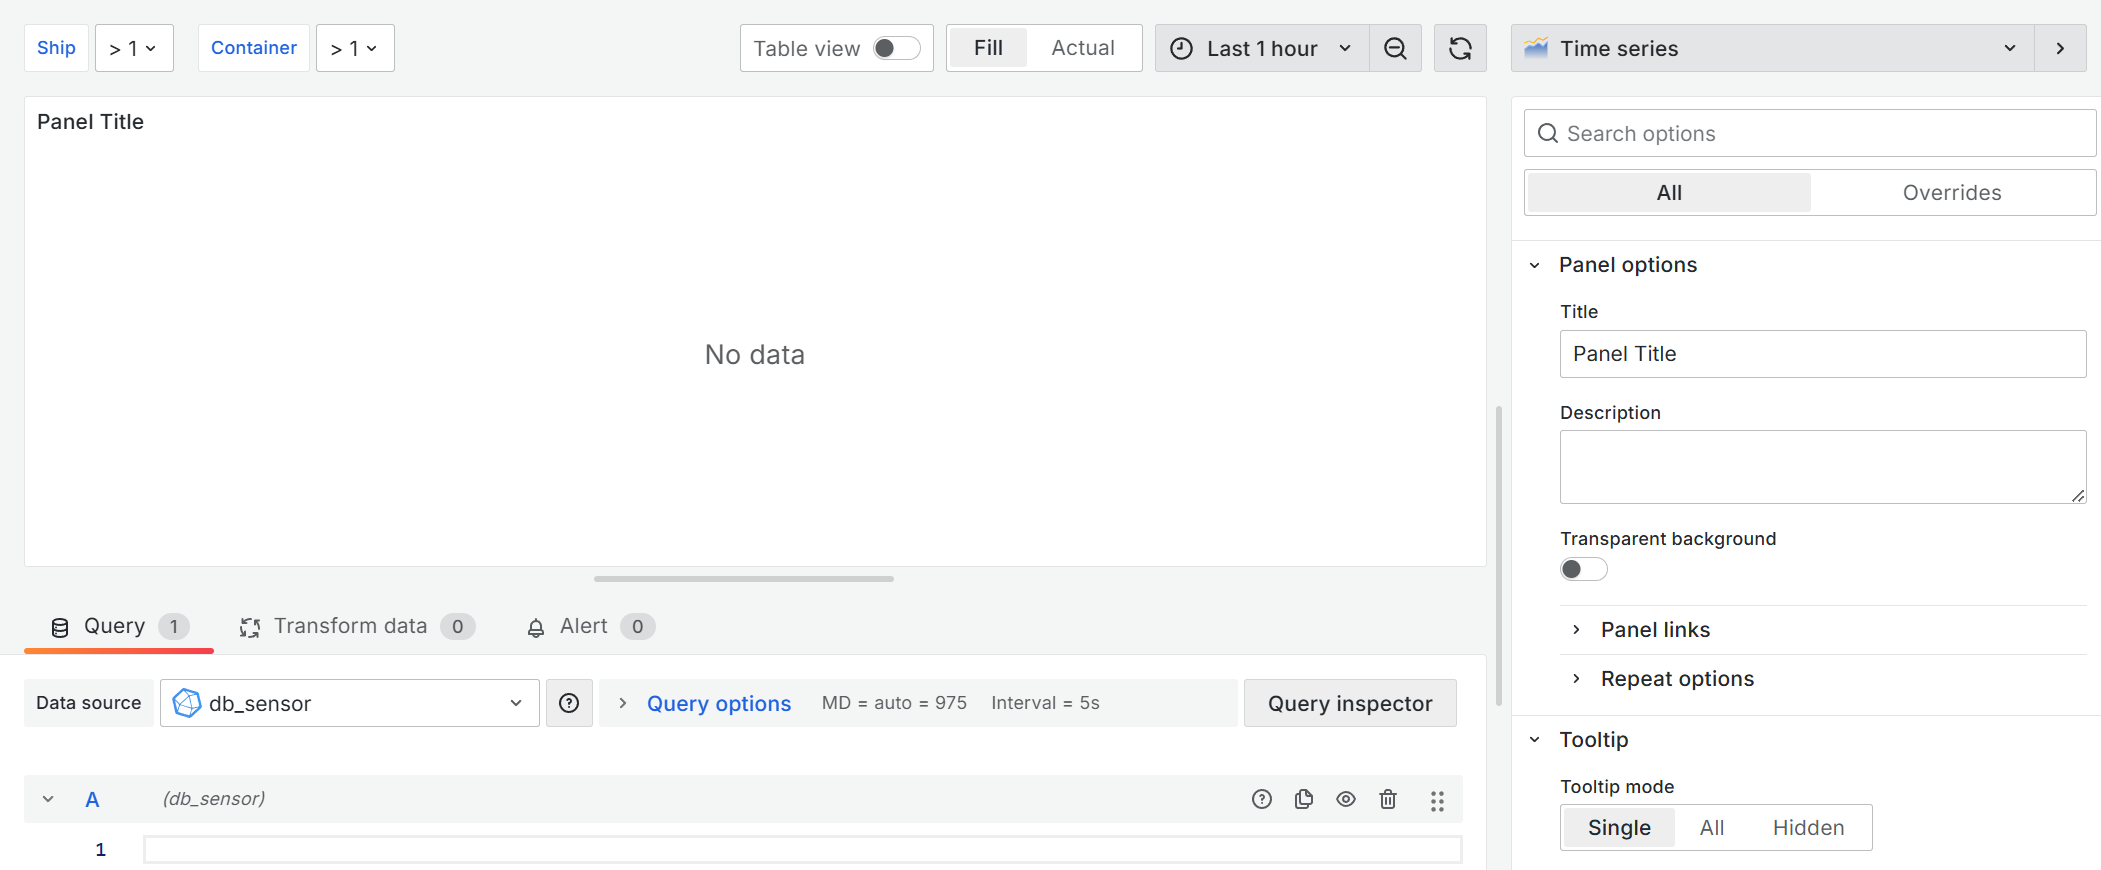 Ship > 1 Container > 1 Table view Fill Actual Last 1 hour Time series
Panel Title
No data
Search options
All Overrides
Panel options
Title
Panel Title
Description
Transparent background
Panel links
Repeat options
Tooltip
Tooltip mode
Single All Hidden
Query 1 Transform data 0 Alert 0
Data source db_sensor Query options MD = auto = 975 Interval = 5s Query inspector
A (db_sensor)
1